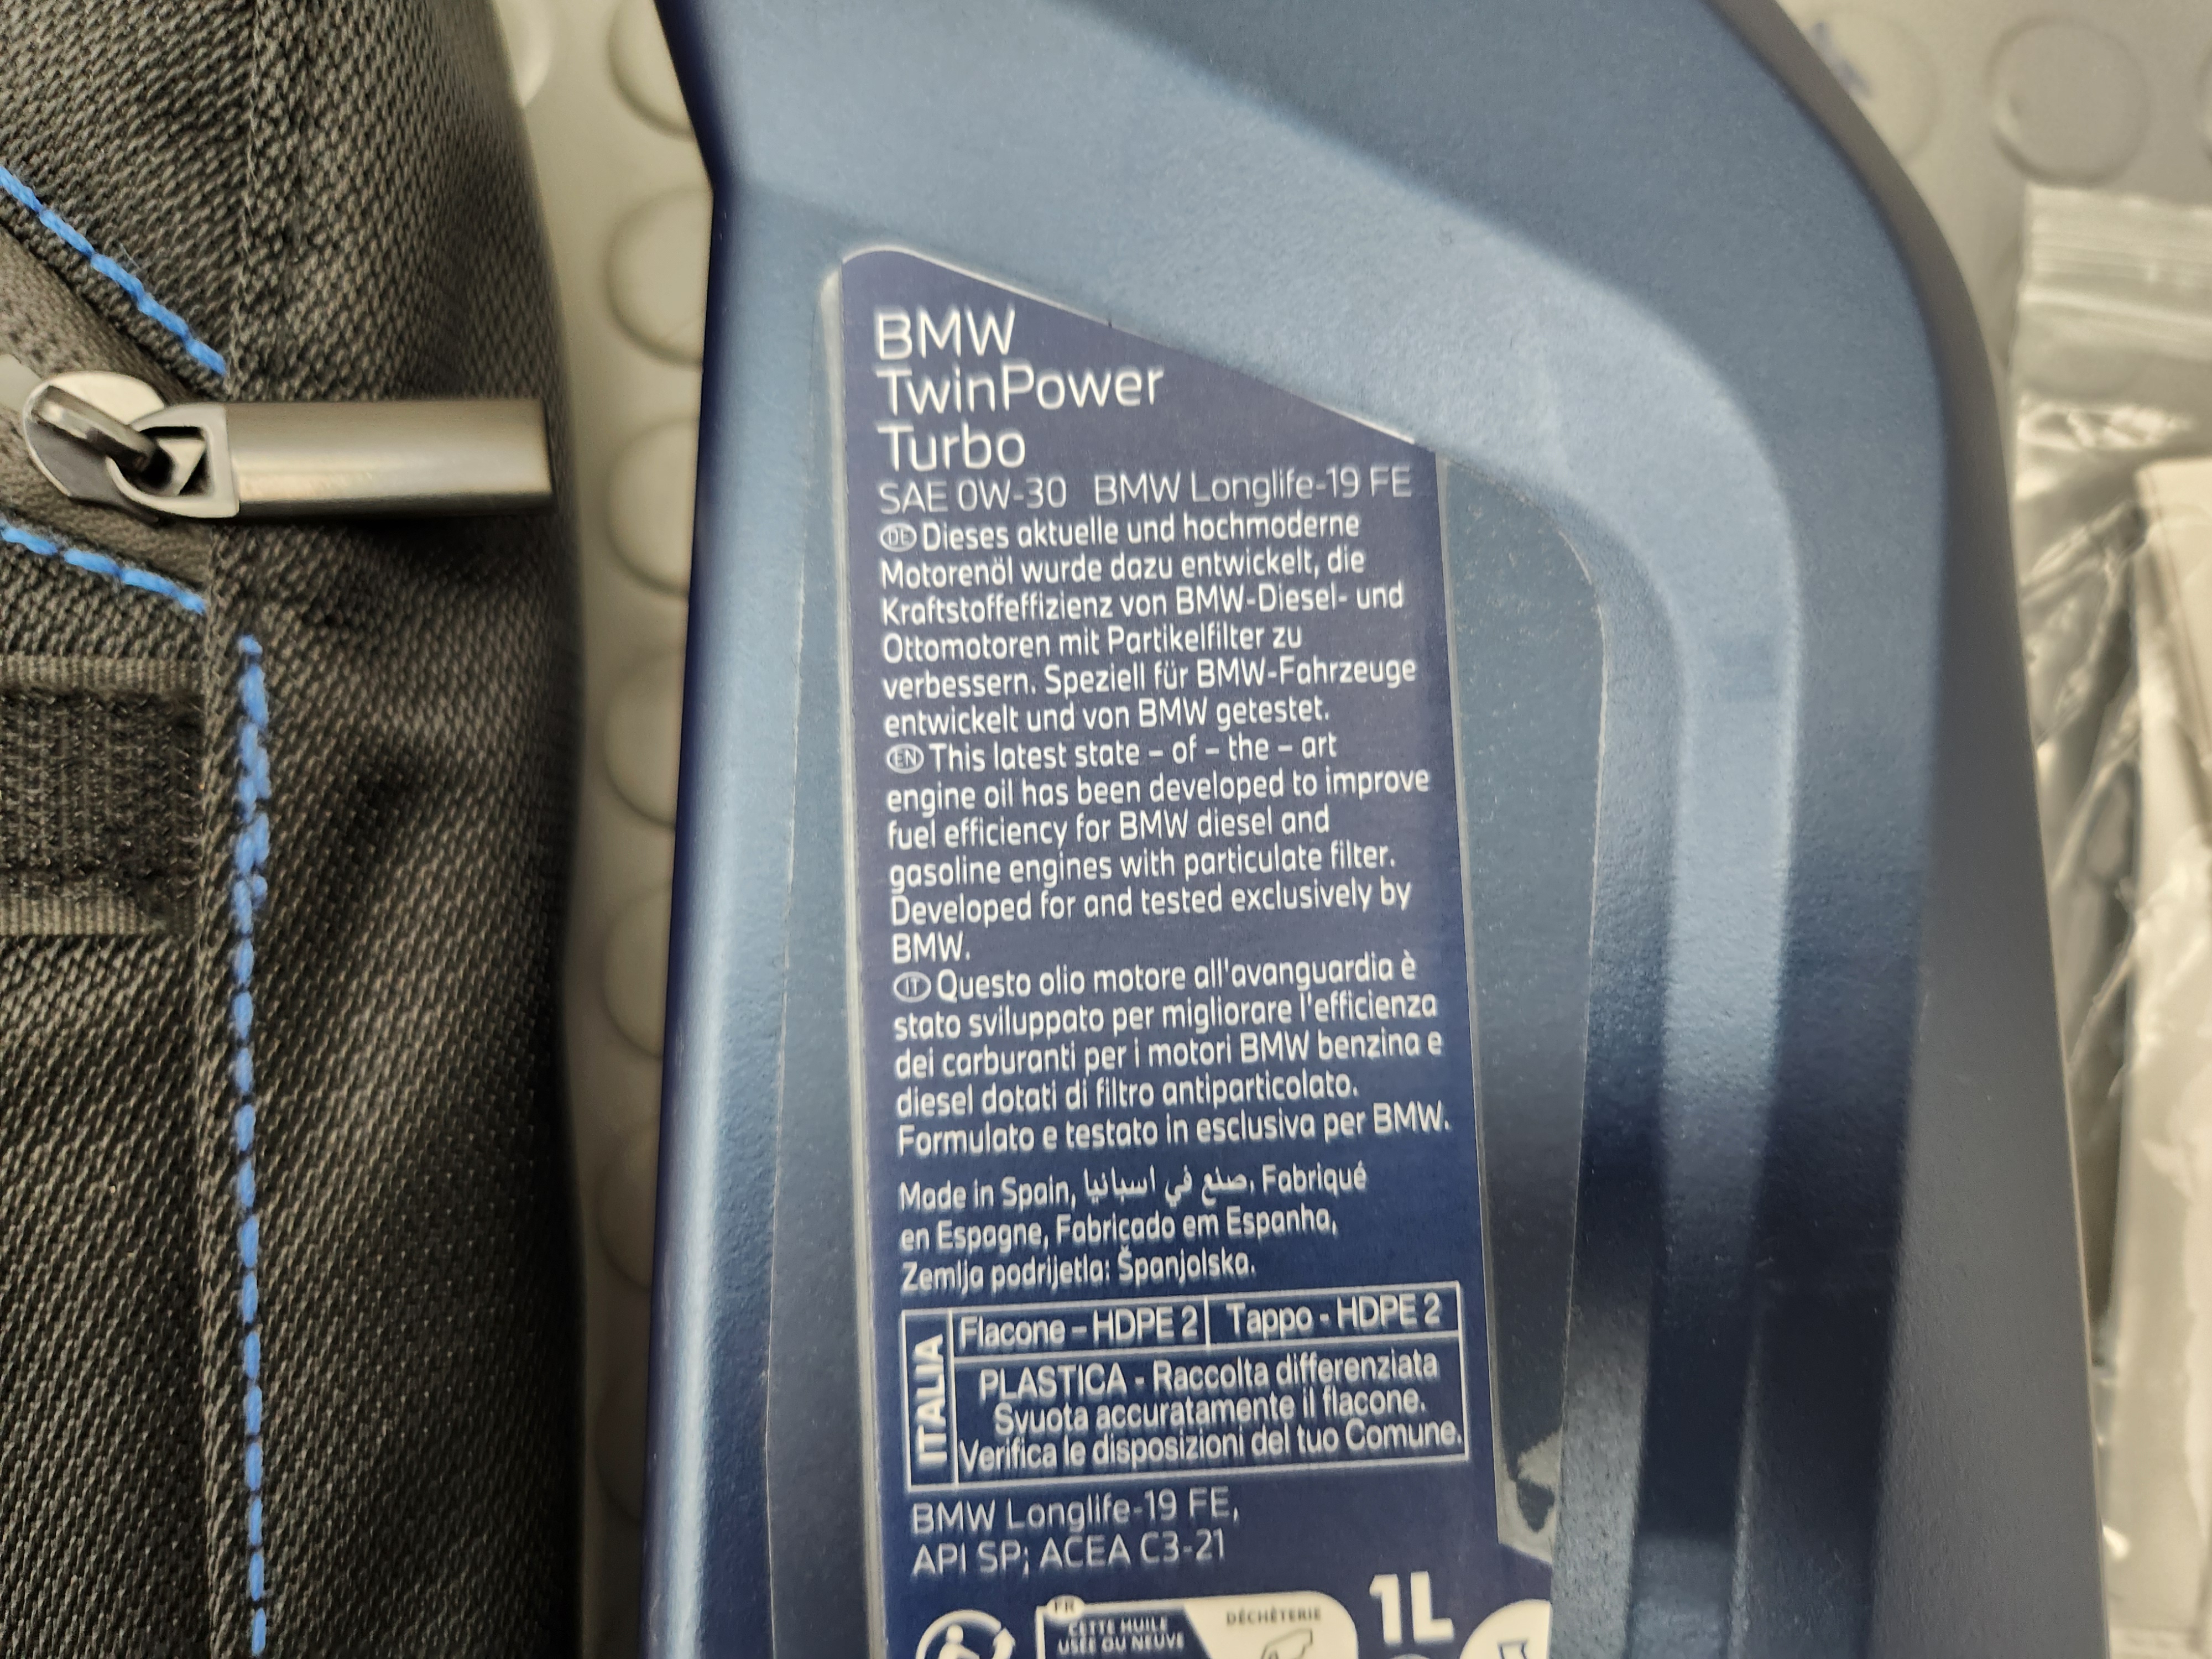 BMW
TwinPower
Turbo
SAE 0W-30 BMW Longlife-19 FE
DE Dieses aktuelle und hochmoderne
Motorenöl wurde dazu entwickelt, die
Kraftstoffeffizienz von BMW-Diesel- und
Ottomotoren mit Partikelfilter zu
verbessern. Speziell für BMW-Fahrzeuge
entwickelt und von BMW getestet.
EN This latest state – of – the – art
engine oil has been developed to improve
fuel efficiency for BMW diesel and
gasoline engines with particulate filter.
Developed for and tested exclusively by
BMW.
IT Questo olio motore all'avanguardia è
stato sviluppato per migliorare l'efficienza
dei carburanti per i motori BMW benzina e
diesel dotati di filtro antiparticolato.
Formulato e testato in esclusiva per BMW.
Made in Spain, صنع في اسبانيا, Fabriqué
en Espagne, Fabricado em Espanha,
Zemlja podrijetla: Španjolska.
ITALIA
Flacone – HDPE 2 Tappo - HDPE 2
PLASTICA - Raccolta differenziata
Svuota accuratamente il flacone.
Verifica le disposizioni del tuo Comune.
BMW Longlife-19 FE,
API SP; ACEA C3-21
FR
CETTE HUILE
USÉE OU NEUVE
DÉCHÈTERIE
1L